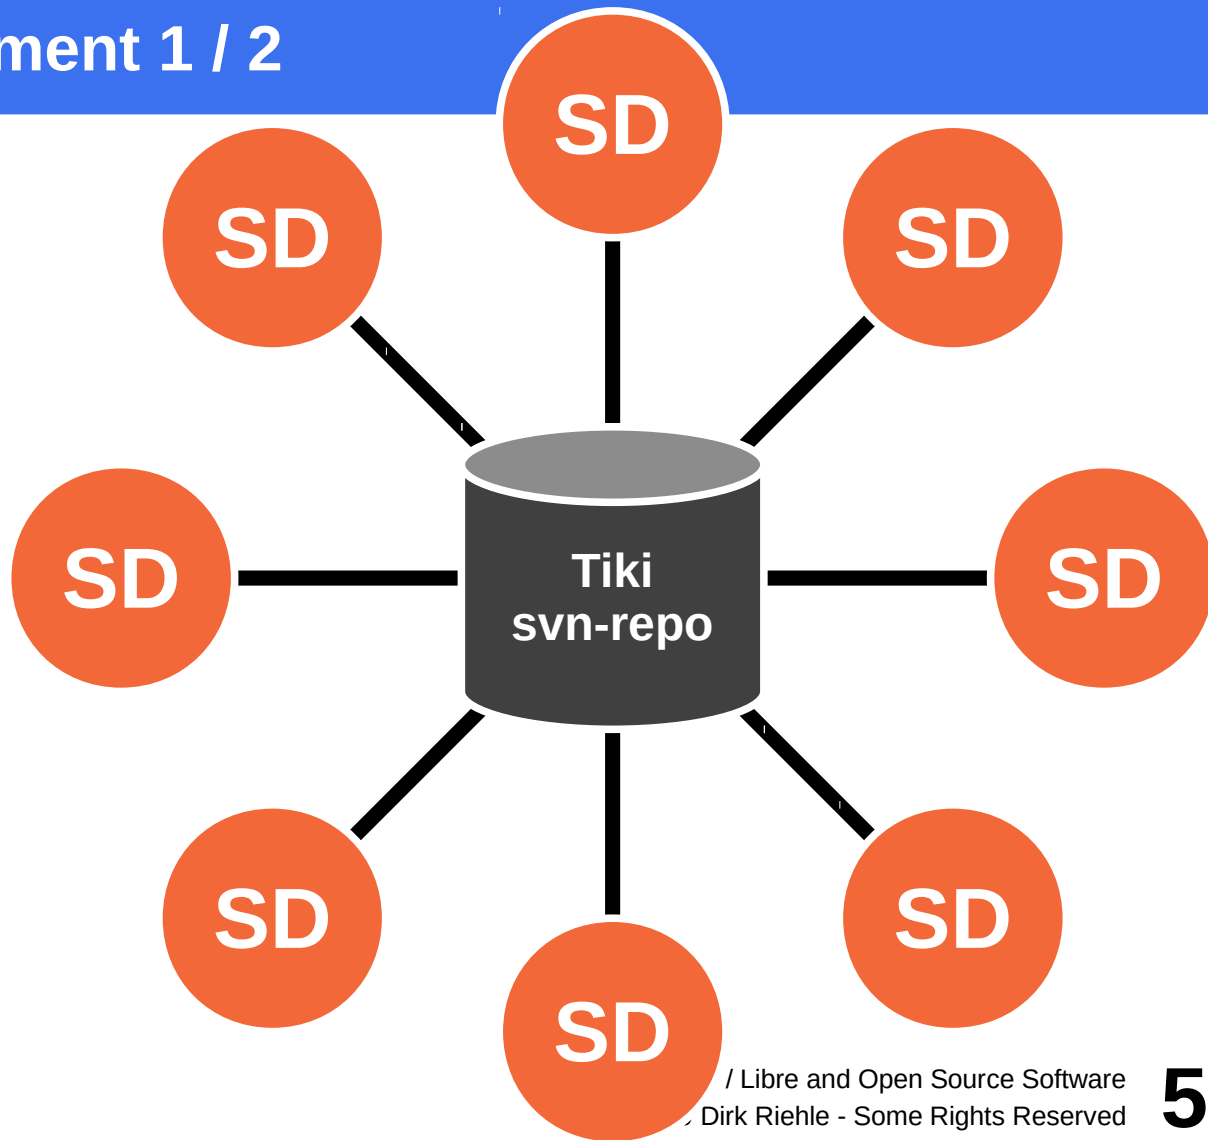 ment 1 / 2
SD
SD
SD
SD
Tiki
svn-repo
SD
SD
SD
SD
/ Libre and Open Source Software
Dirk Riehle - Some Rights Reserved
5